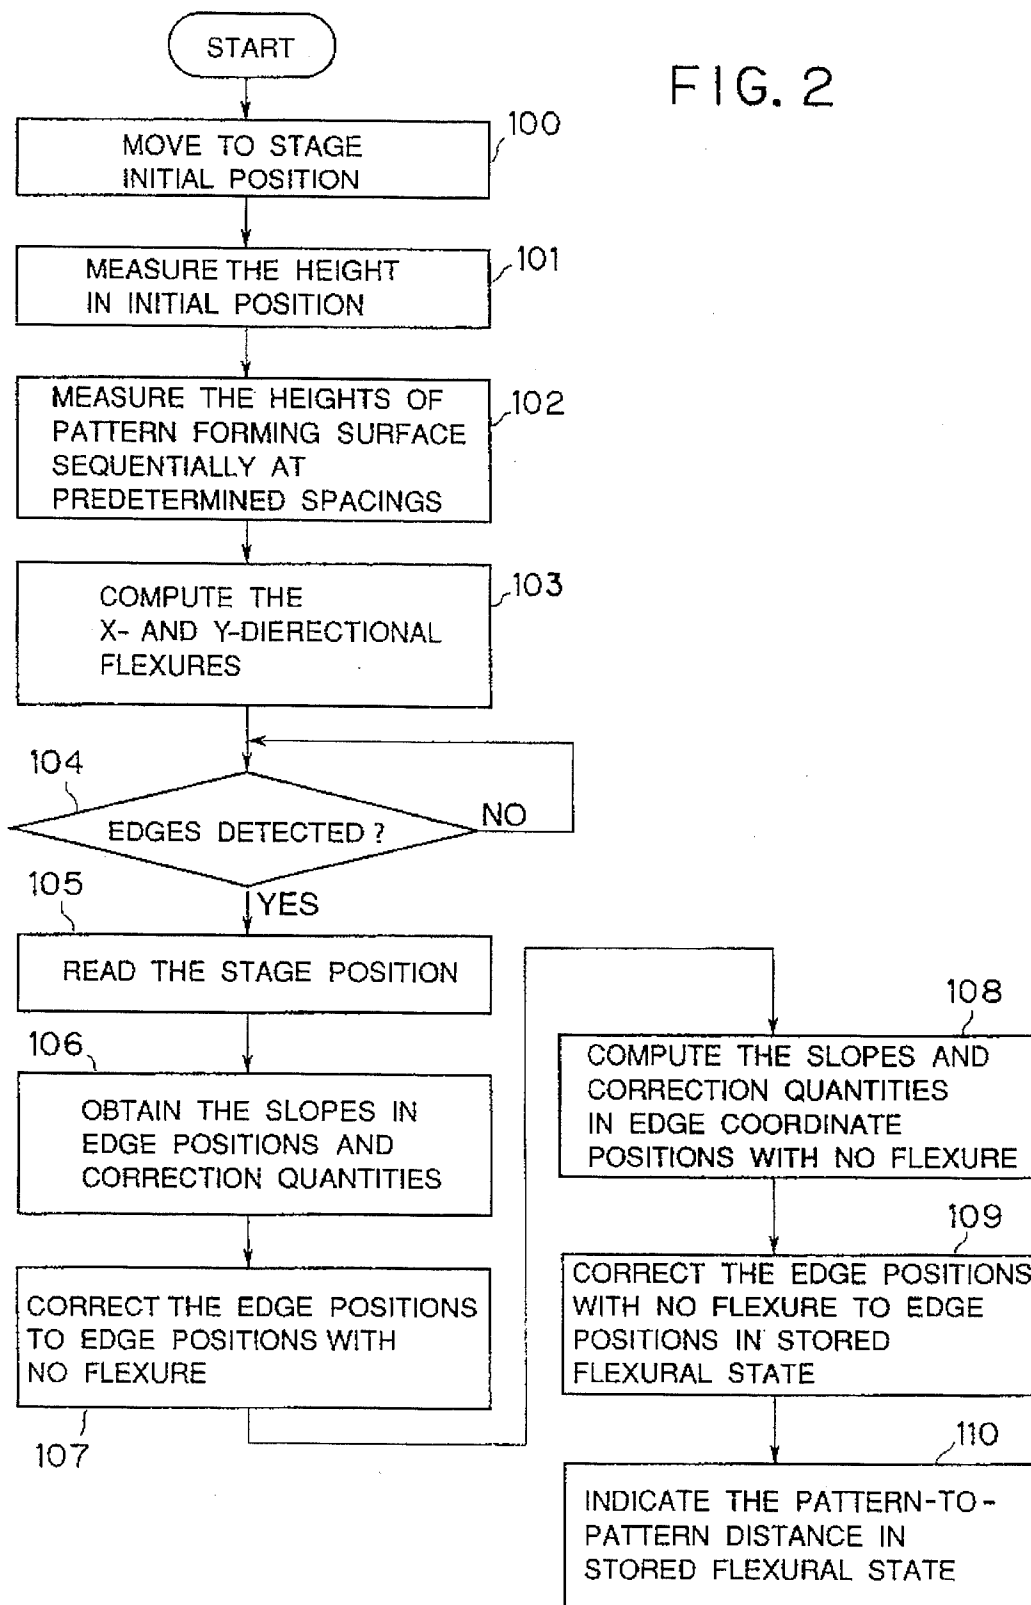 START
FIG. 2
100
MOVE TO STAGE
INITIAL POSITION
101
MEASURE THE HEIGHT
IN INITIAL POSITION
102
MEASURE THE HEIGHTS OF
PATTERN FORMING SURFACE
SEQUENTIALLY AT
PREDETERMINED SPACINGS
103
COMPUTE THE
X- AND Y-DIERECTIONAL
FLEXURES
104
EDGES DETECTED ?
NO
YES
105
READ THE STAGE POSITION
106
OBTAIN THE SLOPES IN
EDGE POSITIONS AND
CORRECTION QUANTITIES
CORRECT THE EDGE POSITIONS
TO EDGE POSITIONS WITH
NO FLEXURE
107
108
COMPUTE THE SLOPES AND
CORRECTION QUANTITIES
IN EDGE COORDINATE
POSITIONS WITH NO FLEXURE
109
CORRECT THE EDGE POSITIONS
WITH NO FLEXURE TO EDGE
POSITIONS IN STORED
FLEXURAL STATE
110
INDICATE THE PATTERN-TO-
PATTERN DISTANCE IN
STORED FLEXURAL STATE